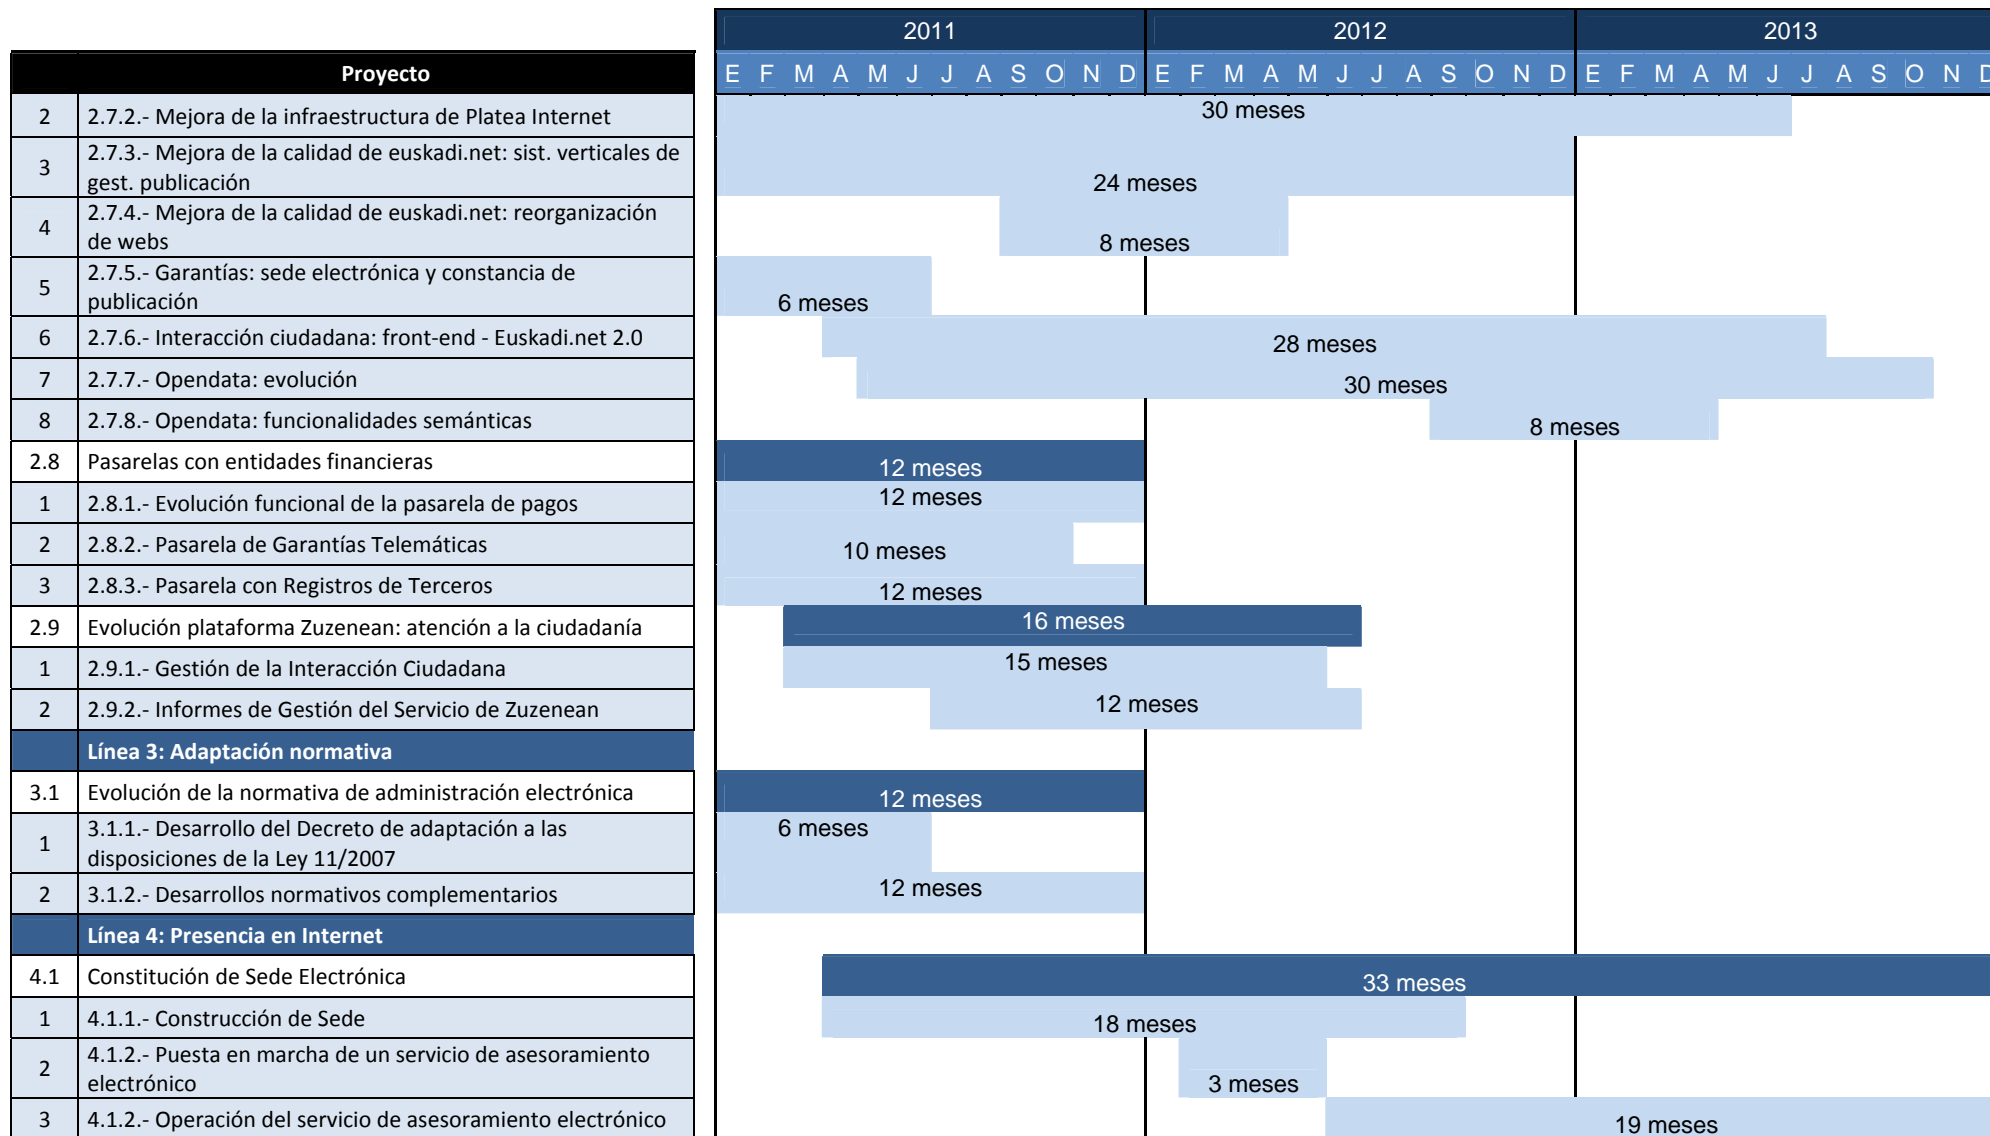 2011 2012 2013
Proyecto E F M A M J J A S O N D E F M A M J J A S O N D E F M A M J J A S O N D
2 2.7.2.- Mejora de la infraestructura de Platea Internet 30 meses
3 2.7.3.- Mejora de la calidad de euskadi.net: sist. verticales de
gest. publicación 24 meses
4 2.7.4.- Mejora de la calidad de euskadi.net: reorganización
de webs 8 meses
5 2.7.5.- Garantías: sede electrónica y constancia de
publicación 6 meses
6 2.7.6.- Interacción ciudadana: front-end - Euskadi.net 2.0 28 meses
7 2.7.7.- Opendata: evolución 30 meses
8 2.7.8.- Opendata: funcionalidades semánticas 8 meses
2.8 Pasarelas con entidades financieras 12 meses
1 2.8.1.- Evolución funcional de la pasarela de pagos 12 meses
2 2.8.2.- Pasarela de Garantías Telemáticas 10 meses
3 2.8.3.- Pasarela con Registros de Terceros 12 meses
2.9 Evolución plataforma Zuzenean: atención a la ciudadanía 16 meses
1 2.9.1.- Gestión de la Interacción Ciudadana 15 meses
2 2.9.2.- Informes de Gestión del Servicio de Zuzenean 12 meses
Línea 3: Adaptación normativa
3.1 Evolución de la normativa de administración electrónica 12 meses
1 3.1.1.- Desarrollo del Decreto de adaptación a las 6 meses
disposiciones de la Ley 11/2007
2 3.1.2.- Desarrollos normativos complementarios 12 meses
Línea 4: Presencia en Internet
4.1 Constitución de Sede Electrónica 33 meses
1 4.1.1.- Construcción de Sede 18 meses
2 4.1.2.- Puesta en marcha de un servicio de asesoramiento
electrónico 3 meses
3 4.1.2.- Operación del servicio de asesoramiento electrónico 19 meses